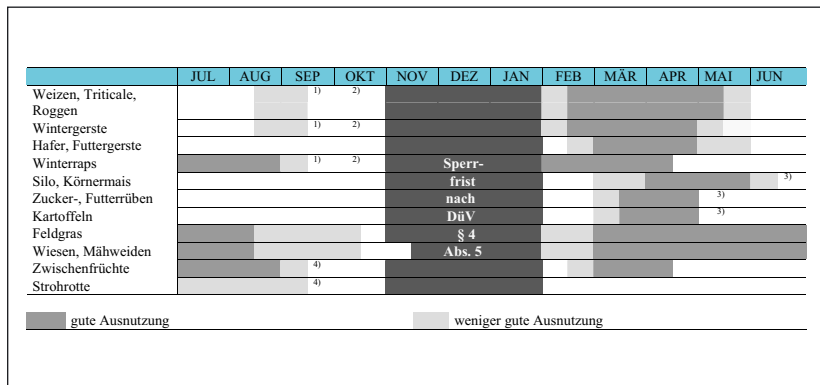 JUL AUG SEP OKT NOV DEZ JAN FEB MÄR APR MAI JUN
Weizen, Triticale, 1) 2)
Roggen
Wintergerste 1) 2)
Hafer, Futtergerste
Winterraps 1) 2) Sperr-
Silo, Körnermais frist 3)
Zucker-, Futterrüben nach 3)
Kartoffeln DüV 3)
Feldgras § 4
Wiesen, Mähweiden Abs. 5
Zwischenfrüchte 4)
Strohrotte 4)
gute Ausnutzung weniger gute Ausnutzung